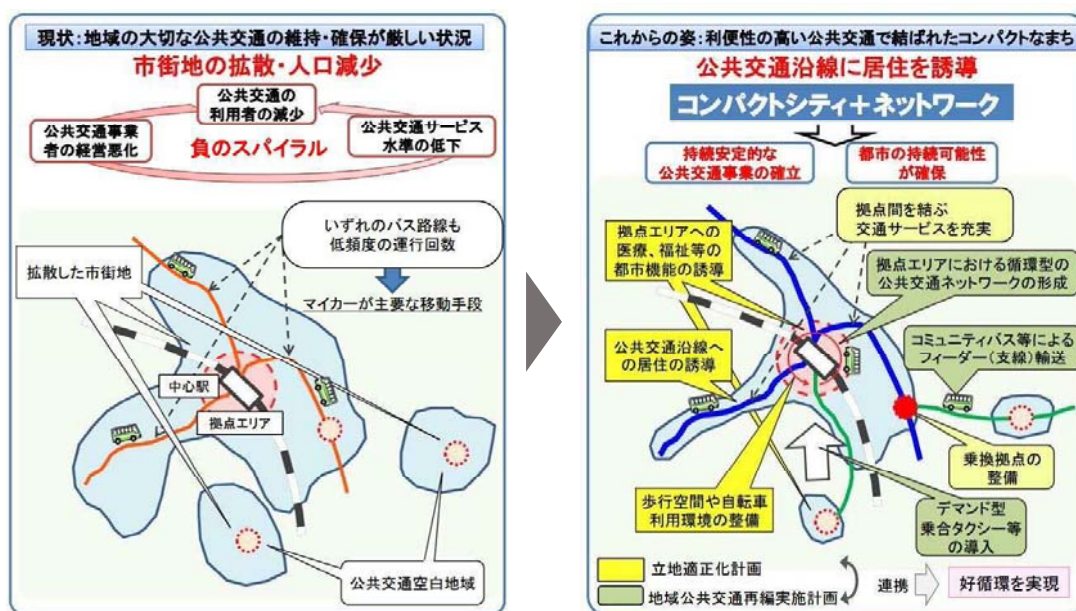 現状：地域の大切な公共交通の維持・確保が厳しい状況
市街地の拡散・人口減少
公共交通の
利用者の減少
公共交通事業
者の経営悪化
負のスパイラル
公共交通サービス
水準の低下
いずれのバス路線も
低頻度の運行回数
拡散した市街地
マイカーが主要な移動手段
中心駅
拠点エリア
公共交通空白地域
これからの姿：利便性の高い公共交通で結ばれたコンパクトなまち
公共交通沿線に居住を誘導
コンパクトシティ＋ネットワーク
持続安定的な
公共交通事業の確立
都市の持続可能性
が確保
拠点エリアへの
医療、福祉等の
都市機能の誘導
拠点間を結ぶ
交通サービスを充実
拠点エリアにおける循環型の
公共交通ネットワークの形成
公共交通沿線へ
の居住の誘導
コミュニティバス等による
フィーダー（支線）輸送
乗換拠点の
整備
歩行空間や自転車
利用環境の整備
デマンド型
乗合タクシー等
の導入
立地適正化計画
地域公共交通再編実施計画
連携
好循環を実現